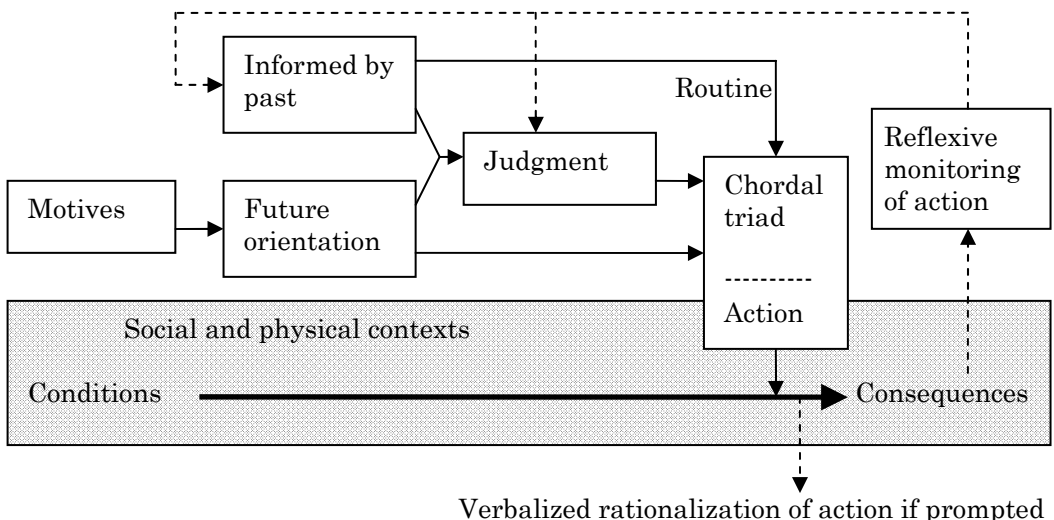 Informed by
past
Routine
Reflexive
monitoring
of action
Judgment
Chordal
triad
Motives
Future
orientation
Action
Social and physical contexts
Conditions
Consequences
Verbalized rationalization of action if prompted